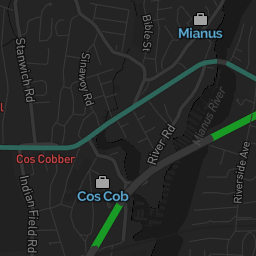 Mianus
Bible St
Stanwich Rd
Sinawoy Rd
River Rd
Mianus River
Riverside Ave
Cos Cobber
Cos Cob
Indian Field Rd